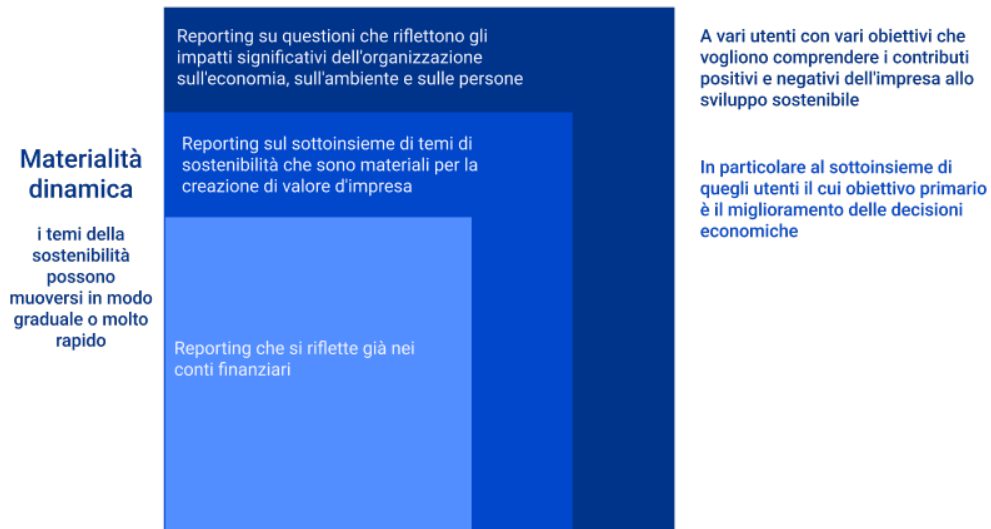 Reporting su questioni che riflettono gli
impatti significativi dell'organizzazione
sull'economia, sull'ambiente e sulle persone
A vari utenti con vari obiettivi che
vogliono comprendere i contributi
positivi e negativi dell'impresa allo
sviluppo sostenibile
Materialità
dinamica
i temi della
sostenibilità
possono
muoversi in modo
graduale o molto
rapido
Reporting sul sottoinsieme di temi di
sostenibilità che sono materiali per la
creazione di valore d'impresa
In particolare al sottoinsieme di
quegli utenti il cui obiettivo primario
è il miglioramento delle decisioni
economiche
Reporting che si riflette già nei
conti finanziari